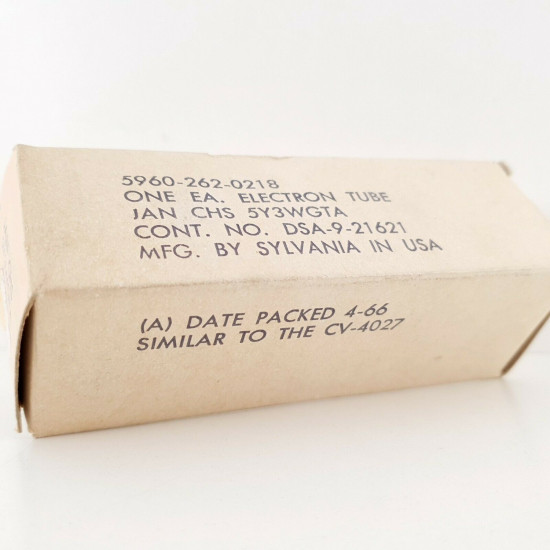 5960-262-0218
ONE EA. ELECTRON TUBE
JAN CHS 5Y3WGTA
CONT. NO. DSA-9-21621
MFG. BY SYLVANIA IN USA
(A) DATE PACKED 4-66
SIMILAR TO THE CV-4027